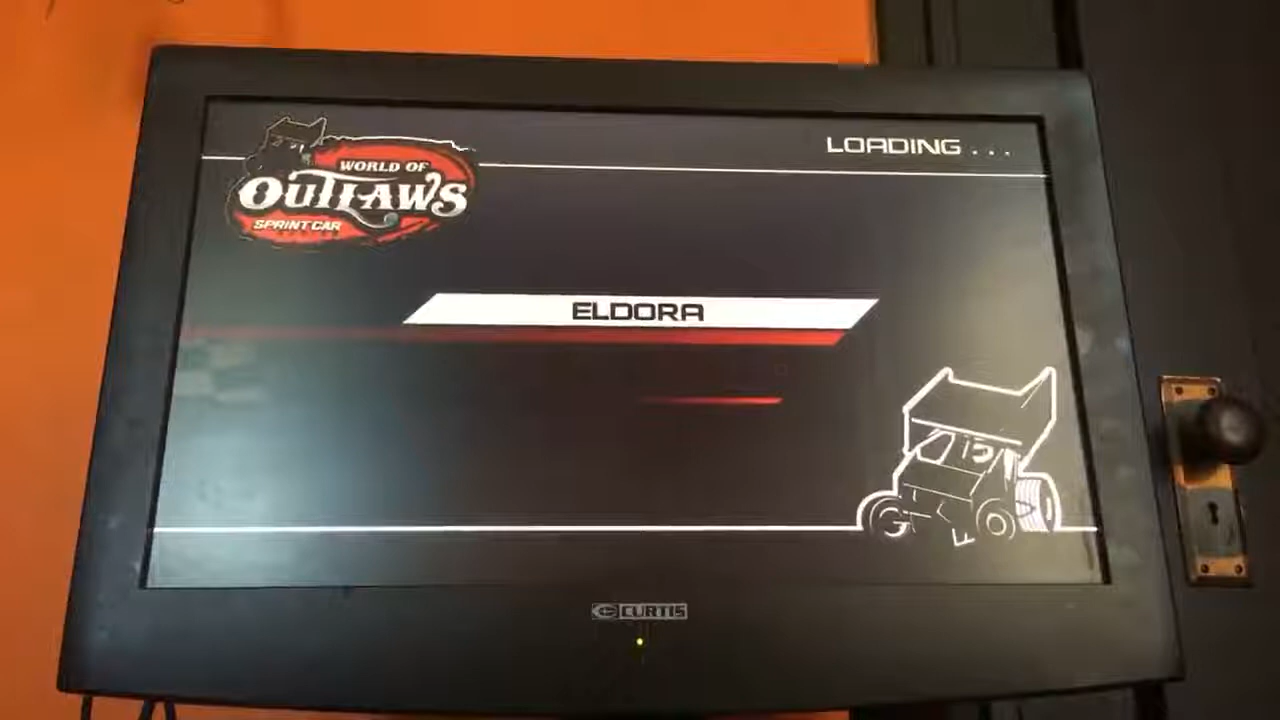 WORLD OF
OUTLAWS
SPRINT CAR
LOADING . . .
ELDORA
CURTIS